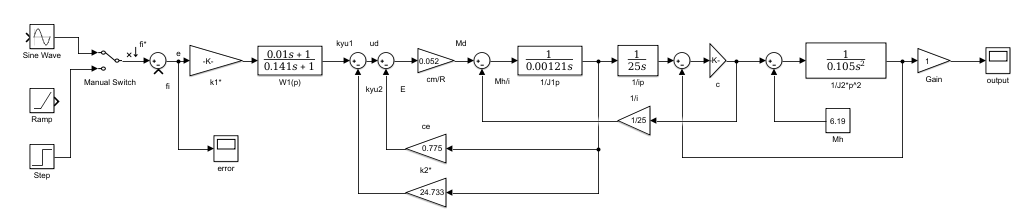 Sine Wave
Manual Switch
Ramp
Step
fi*
e
fi
-K-
k1*
0.01s + 1
0.141s + 1
W1(p)
error
kyu1
ud
kyu2
E
0.052
cm/R
Md
Mh/i
1
0.00121s
1/J1p
1
25s
1/ip
-K-
c
1
0.105s²
1/J2*p^2
1
Gain
output
1/i
1/25
6.19
Mh
ce
0.775
k2*
24.733